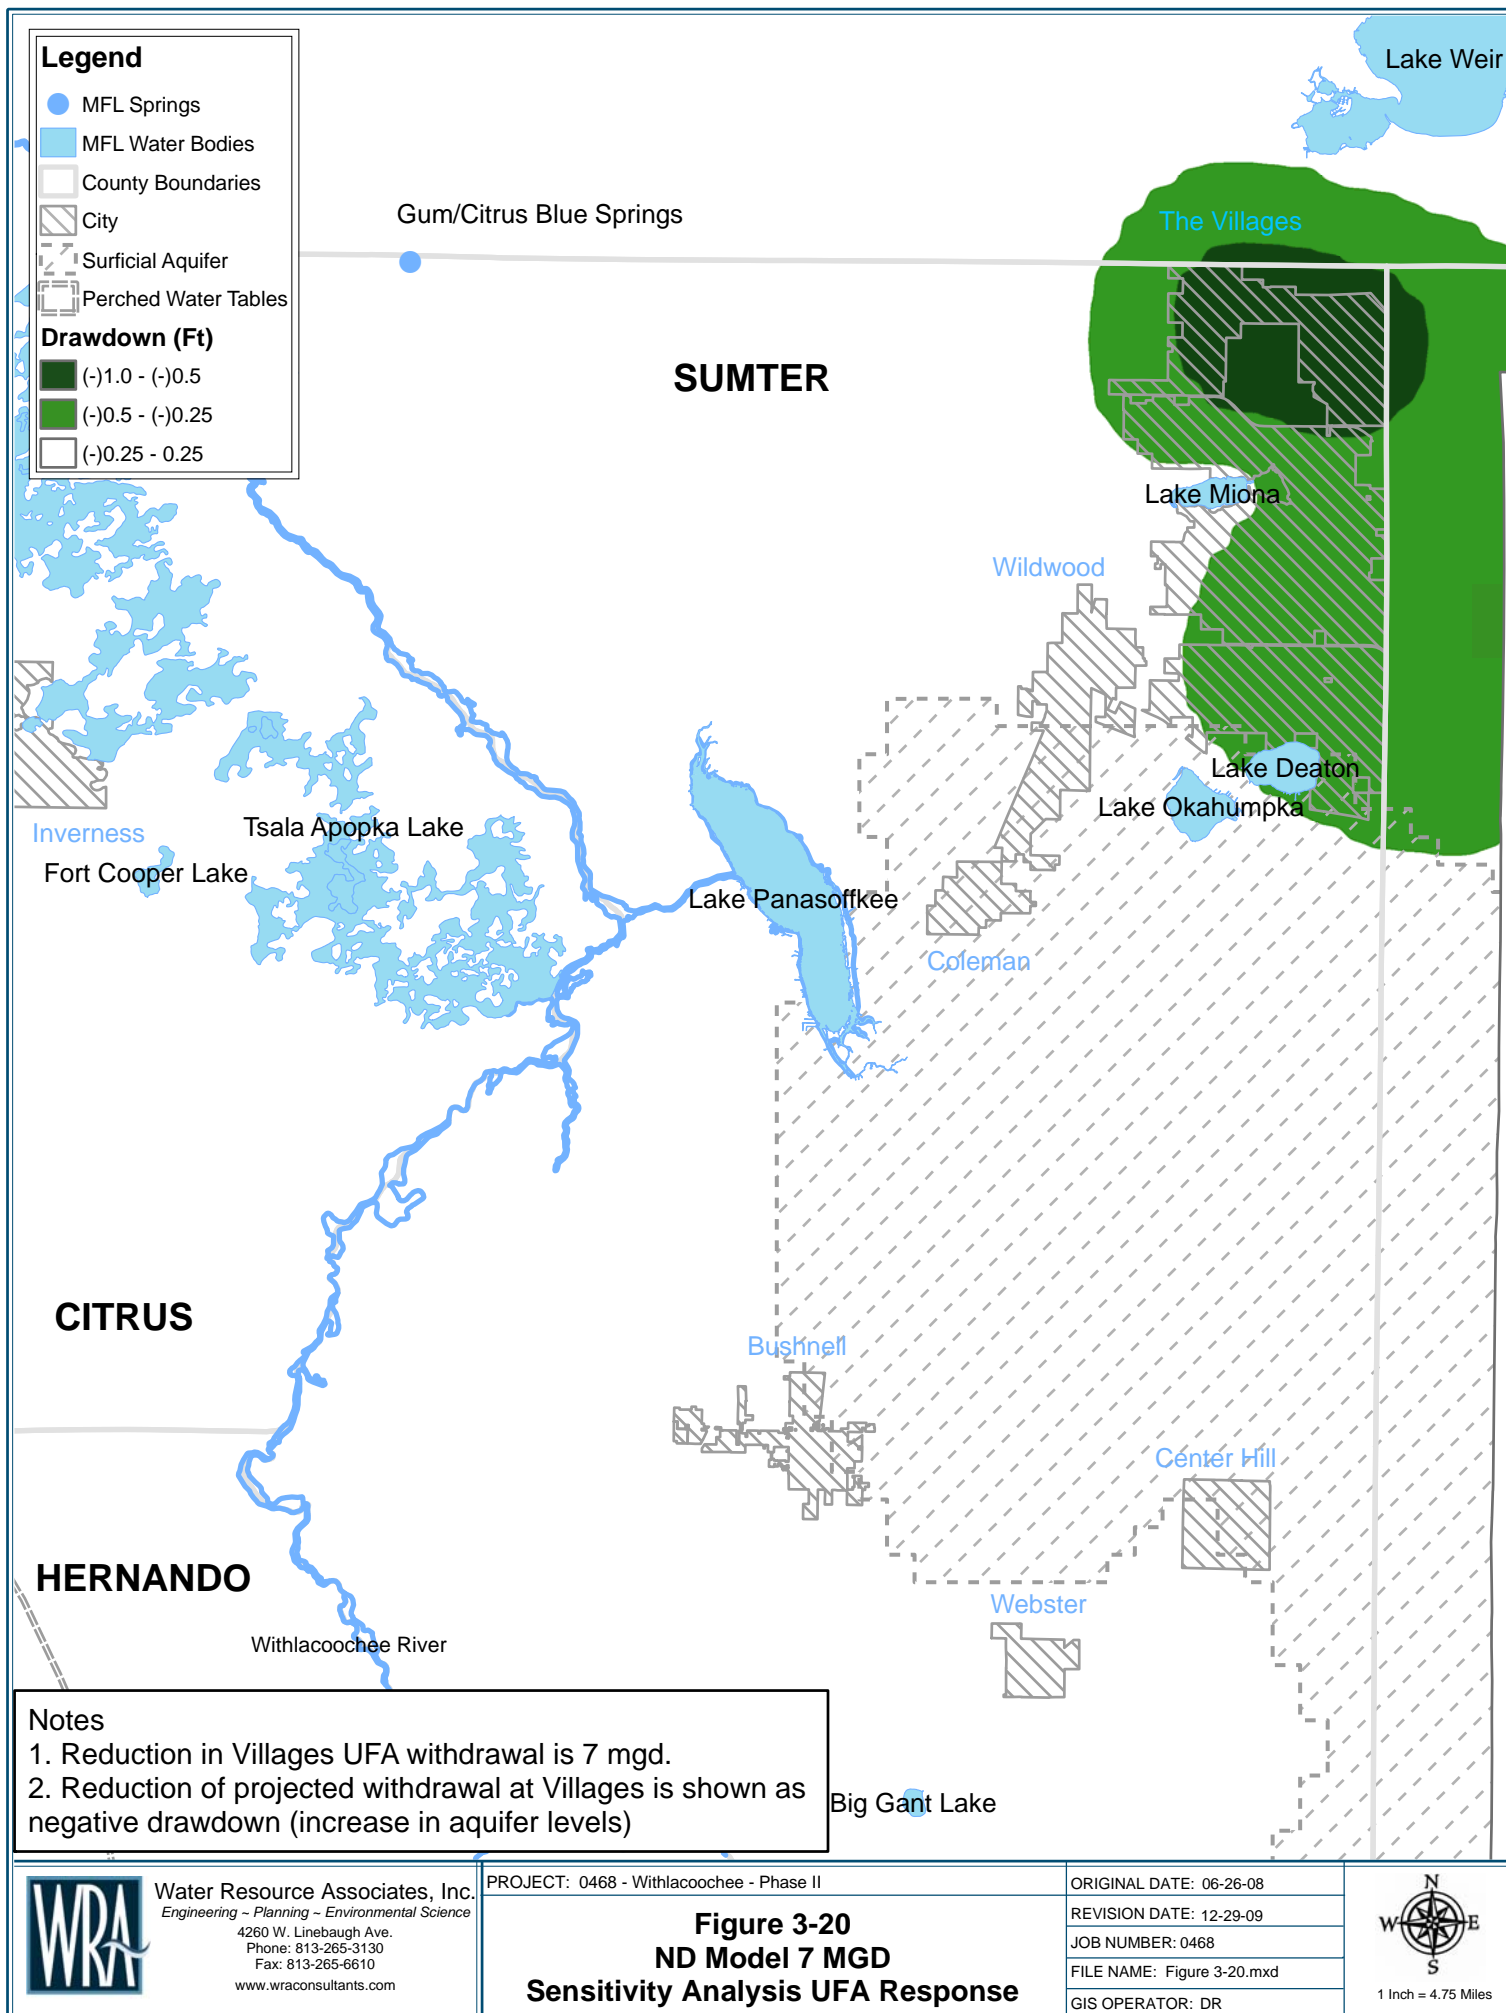 Legend
MFL Springs
MFL Water Bodies
County Boundaries
City
Surficial Aquifer
Perched Water Tables
Drawdown (Ft)
(-)1.0 - (-)0.5
(-)0.5 - (-)0.25
(-)0.25 - 0.25
Lake Weir
Gum/Citrus Blue Springs
The Villages
SUMTER
Lake Miona
Wildwood
Lake Deaton
Lake Okahumpka
Inverness
Tsala Apopka Lake
Fort Cooper Lake
Lake Panasoffkee
Coleman
CITRUS
Bushnell
Center Hill
HERNANDO
Webster
Withlacoochee River
Big Gant Lake
Notes
1. Reduction in Villages UFA withdrawal is 7 mgd.
2. Reduction of projected withdrawal at Villages is shown as
negative drawdown (increase in aquifer levels)
WRA
Water Resource Associates, Inc.
Engineering ~ Planning ~ Environmental Science
4260 W. Linebaugh Ave.
Phone: 813-265-3130
Fax: 813-265-6610
www.wraconsultants.com
PROJECT: 0468 - Withlacoochee - Phase II
Figure 3-20
ND Model 7 MGD
Sensitivity Analysis UFA Response
ORIGINAL DATE: 06-26-08
REVISION DATE: 12-29-09
JOB NUMBER: 0468
FILE NAME: Figure 3-20.mxd
GIS OPERATOR: DR
N
W E
S
1 Inch = 4.75 Miles